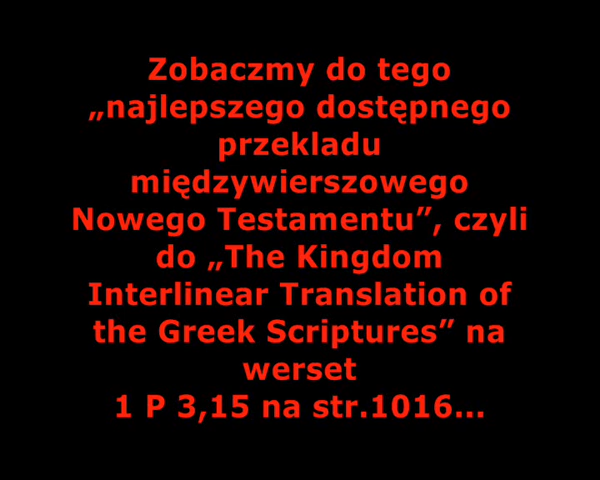 Zobaczmy do tego
„najlepszego dostępnego
przekladu
międzywierszowego
Nowego Testamentu”, czyli
do „The Kingdom
Interlinear Translation of
the Greek Scriptures” na
werset
1 P 3,15 na str.1016...